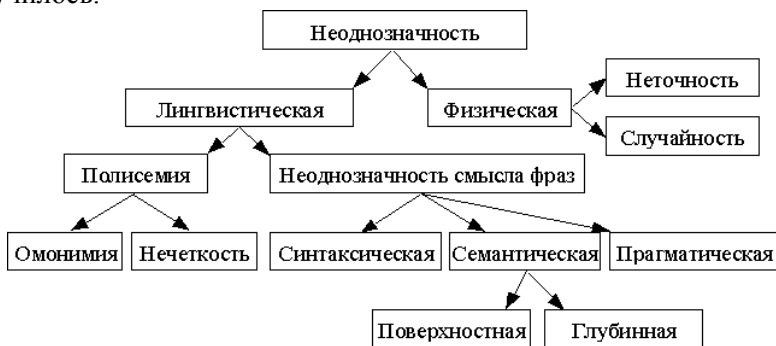 Неоднозначность
Неточность
Лингвистическая
Физическая
Случайность
Полисемия
Неоднозначность смысла фраз
Омонимия
Нечеткость
Синтаксическая
Семантическая
Прагматическая
Поверхностная
Глубинная